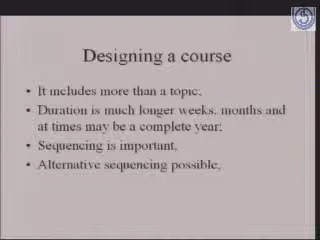 Designing a course
• It includes more than a topic;
• Duration is much longer weeks, months and
at times may be a complete year;
• Sequencing is important,
• Alternative sequencing possible,